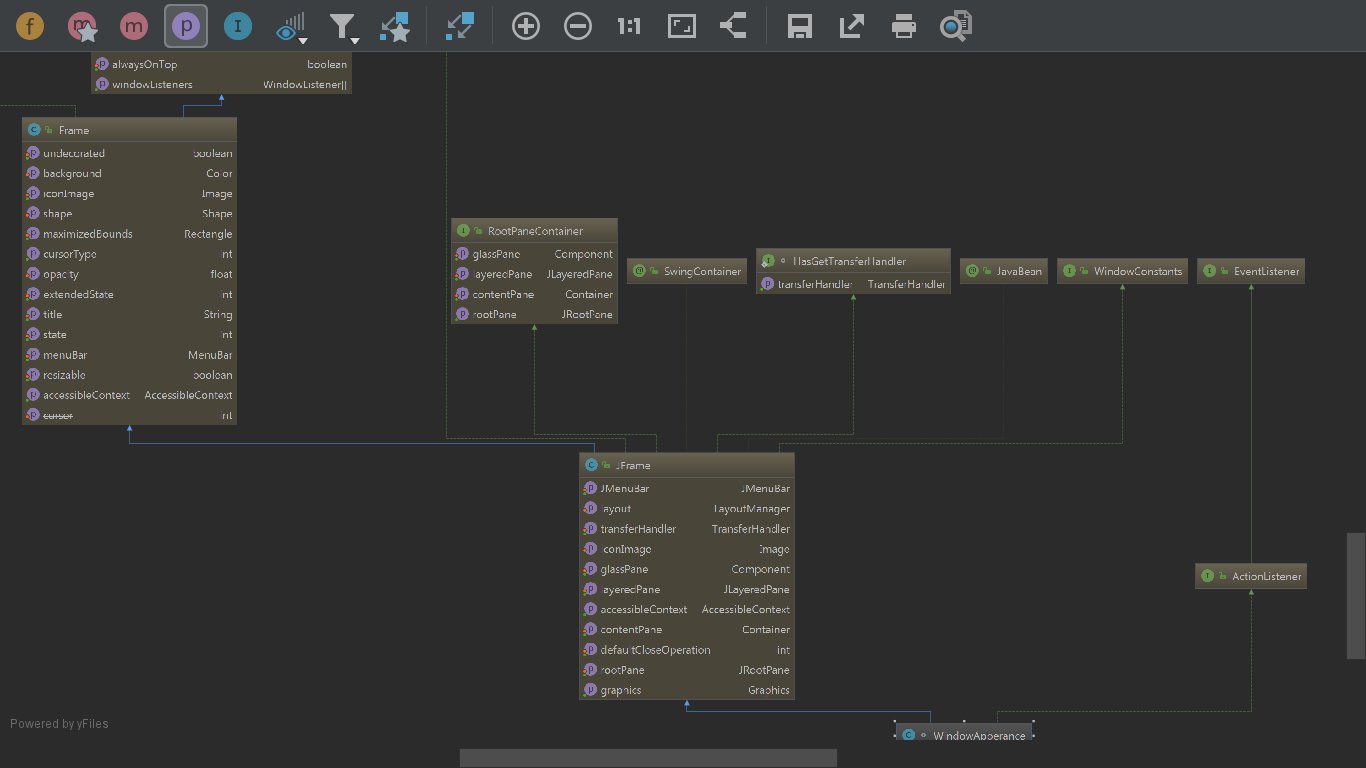 f m m p I 1:1
alwaysOnTop boolean
windowListeners WindowListener[]
Frame
undecorated boolean
background Color
iconImage Image
shape Shape
maximizedBounds Rectangle
cursorType int
opacity float
extendedState int
title String
state int
menuBar MenuBar
resizable boolean
accessibleContext AccessibleContext
cursor int
RootPaneContainer
glassPane Component
layeredPane JLayeredPane
contentPane Container
rootPane JRootPane
SwingContainer
HasGetTransferHandler
transferHandler TransferHandler
JavaBean
WindowConstants
EventListener
JFrame
JMenuBar JMenuBar
layout LayoutManager
transferHandler TransferHandler
iconImage Image
glassPane Component
layeredPane JLayeredPane
accessibleContext AccessibleContext
contentPane Container
defaultCloseOperation int
rootPane JRootPane
graphics Graphics
ActionListener
WindowApperance
Powered by yFiles